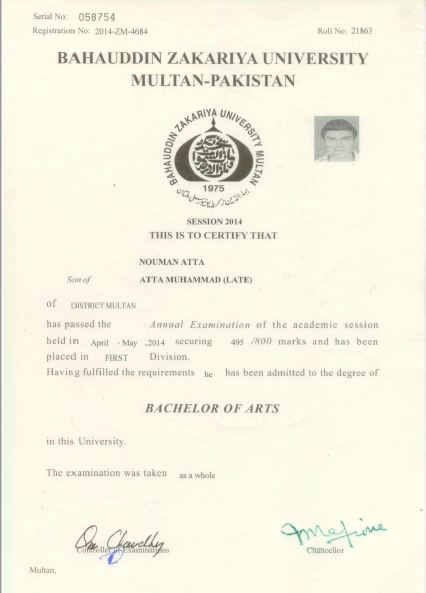 Serial No: 058754
Registration No: 2014-ZM-4684 Roll No: 21863
BAHAUDDIN ZAKARIYA UNIVERSITY
MULTAN-PAKISTAN
BAHAUDDIN ZAKARIYA UNIVERSITY MULTAN
1975
SESSION 2014
THIS IS TO CERTIFY THAT
NOUMAN ATTA
Son of ATTA MUHAMMAD (LATE)
of DISTRICT MULTAN
has passed the Annual Examination of the academic session
held in April - May ,2014 securing 495 /800 marks and has been
placed in FIRST Division.
Having fulfilled the requirements he has been admitted to the degree of
BACHELOR OF ARTS
in this University.
The examination was taken as a whole
Controller of Examinations Chancellor
Multan,